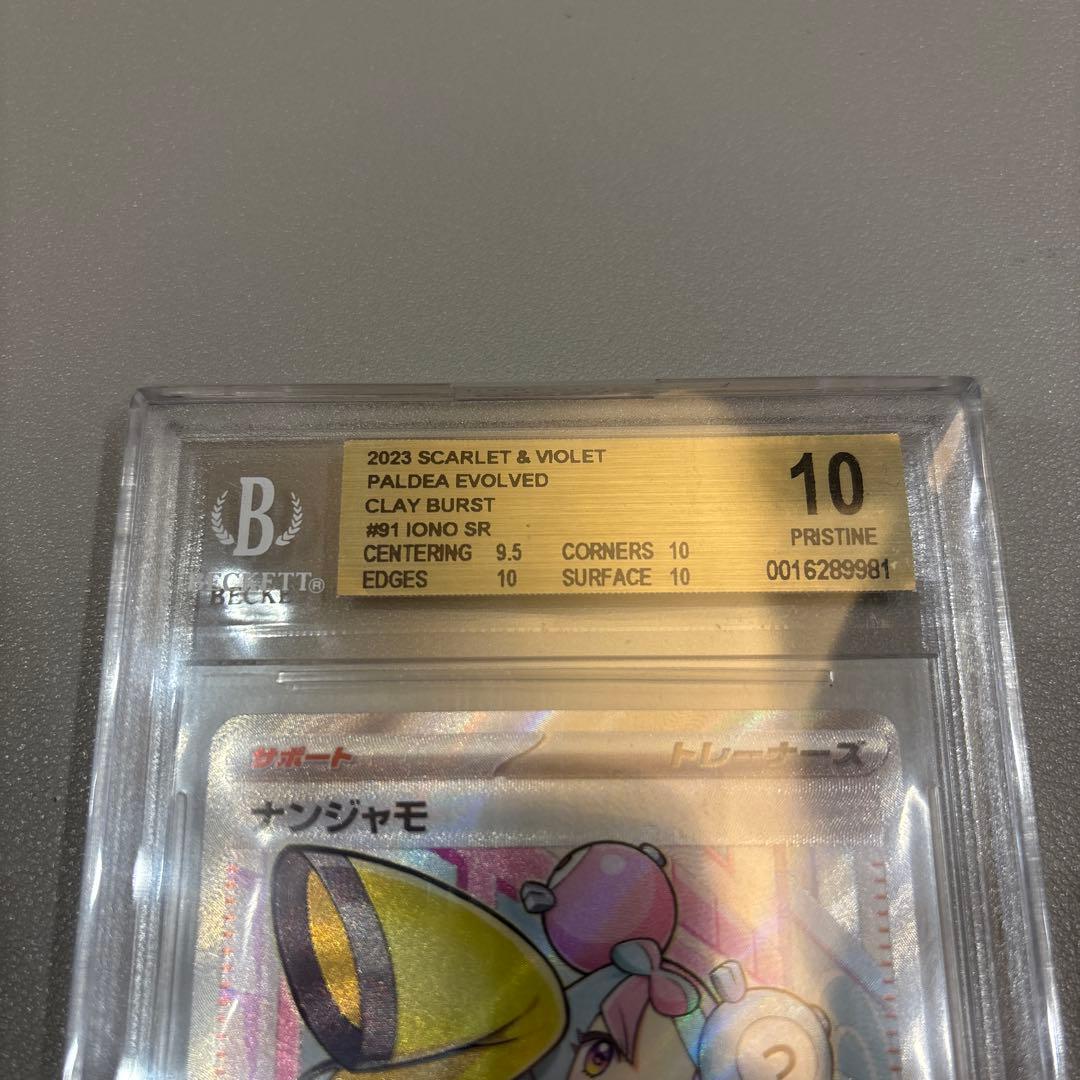 2023 SCARLET & VIOLET
PALDEA EVOLVED
CLAY BURST
#91 IONO SR
CENTERING 9.5 CORNERS 10
EDGES 10 SURFACE 10
10
PRISTINE
0016289981
B
BECKETT®
サポート
トレーナーズ
ナンジャモ